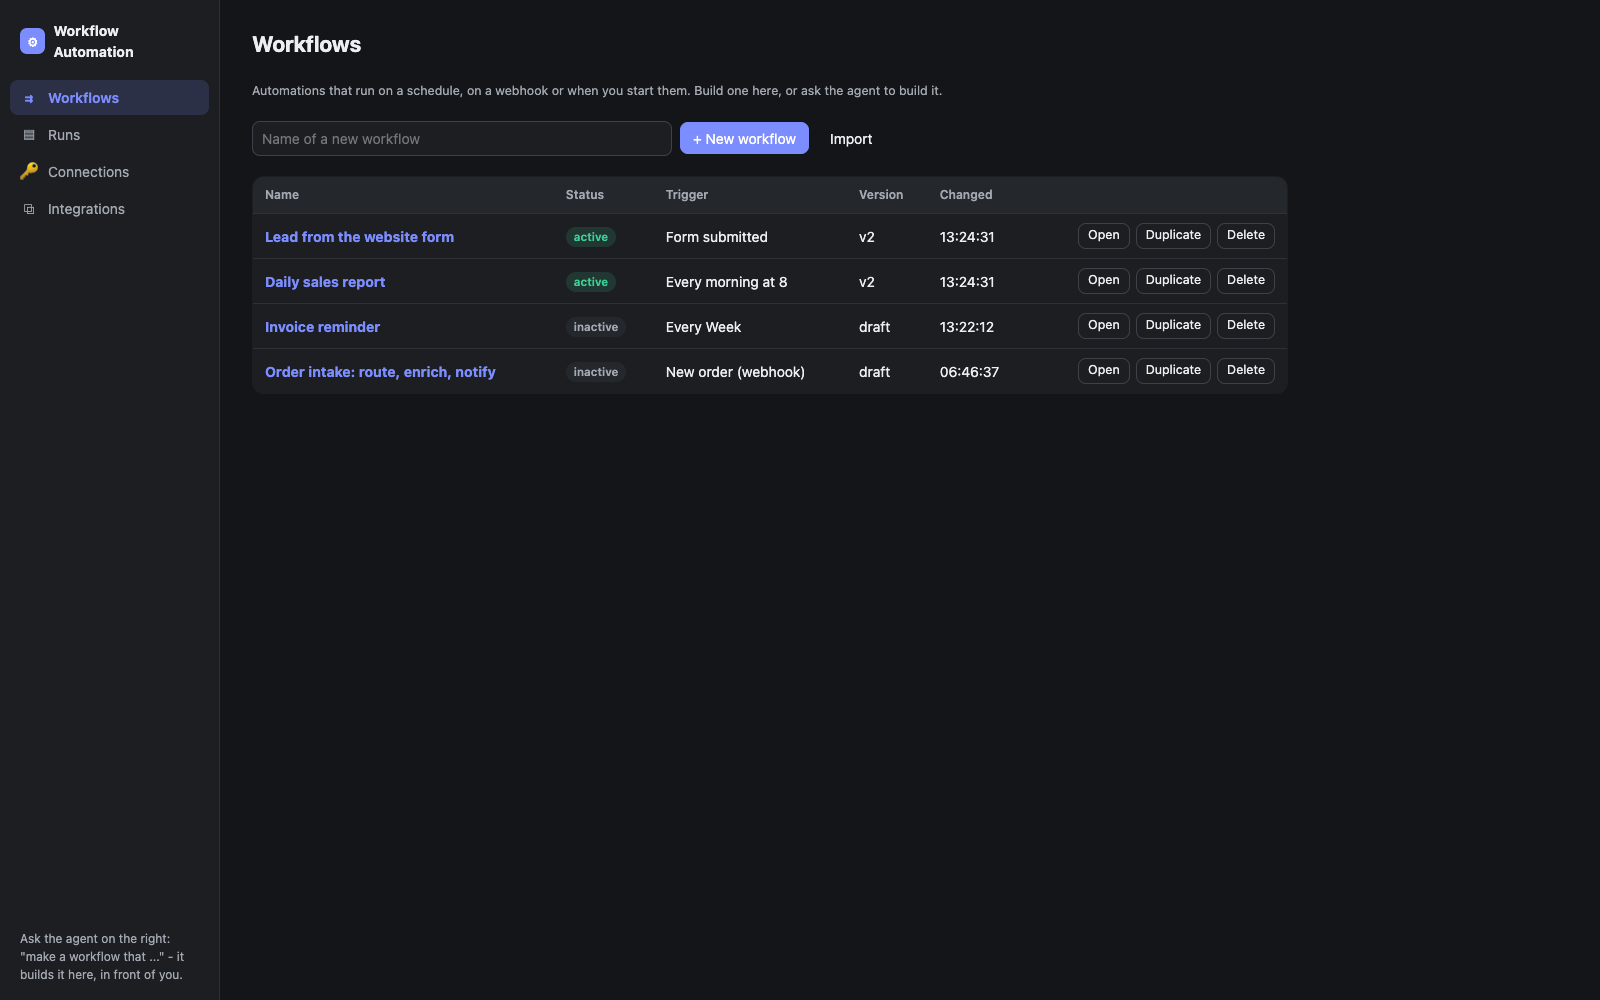 Workflow
Automation
Workflows
Runs
Connections
Integrations
Ask the agent on the right:
"make a workflow that ..." - it
builds it here, in front of you.
Workflows
Automations that run on a schedule, on a webhook or when you start them. Build one here, or ask the agent to build it.
Name of a new workflow + New workflow Import
Name Status Trigger Version Changed
Lead from the website form active Form submitted v2 13:24:31 Open Duplicate Delete
Daily sales report active Every morning at 8 v2 13:24:31 Open Duplicate Delete
Invoice reminder inactive Every Week draft 13:22:12 Open Duplicate Delete
Order intake: route, enrich, notify inactive New order (webhook) draft 06:46:37 Open Duplicate Delete